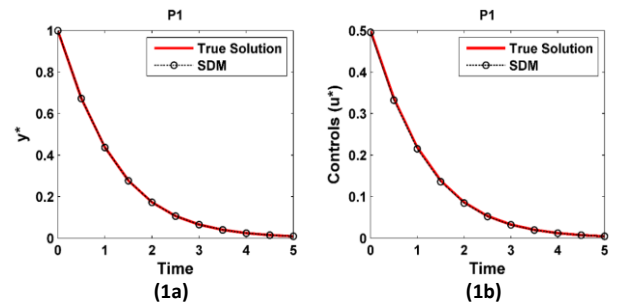 P1
True Solution
SDM
y*
1
0.8
0.6
0.4
0.2
0
0 1 2 3 4 5
Time
(1a)
P1
True Solution
SDM
Controls (u*)
0.5
0.4
0.3
0.2
0.1
0
0 1 2 3 4 5
Time
(1b)